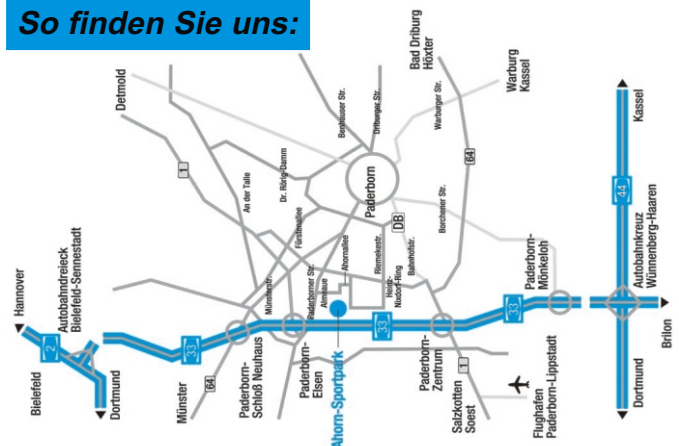 So finden Sie uns:
Hannover
2
Bielefeld
Autobahndreieck
Bielefeld-Sennestadt
Dortmund
Detmold
1
An der Talle
Dr. Rörig-Damm
Benhauser Str.
Driburger Str.
Bad Driburg
Höxter
Warburger Str.
Warburg
Kassel
64
Paderborn
Fürstenallee
Münsterstr.
Paderborner Str.
Almeaue
Ahornallee
Riemekestr.
Heinz-
Nixdorf-Ring
DB
Bahnhofstr.
Borchener Str.
33
Münster
64
Paderborn-
Schloß Neuhaus
Paderborn-
Elsen
Ahorn-Sportpark
33
Paderborn-
Zentrum
Salzkotten
Soest
1
33
Paderborn-
Mönkeloh
Flughafen
Paderborn-Lippstadt
Kassel
44
Autobahnkreuz
Wünnenberg-Haaren
Dortmund
Brilon